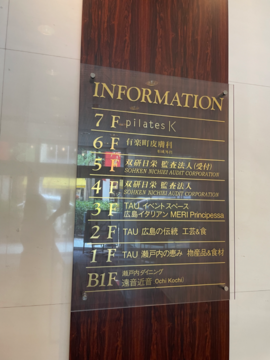 INFORMATION
7F pilates K
6F 有楽町皮膚科
5F 双研日栄 監査法人(受付)
SOHKEN NICHIEI AUDIT CORPORATION
4F 双研日栄 監査法人
SOHKEN NICHIEI AUDIT CORPORATION
3F TAU イベントスペース
広島イタリアン MERI Principessa
2F TAU 広島の伝統 工芸&食
1F TAU 瀬戸内の恵み 物産品&食材
B1F 瀬戸内ダイニング
遠音近音 (Ochi Kochi)